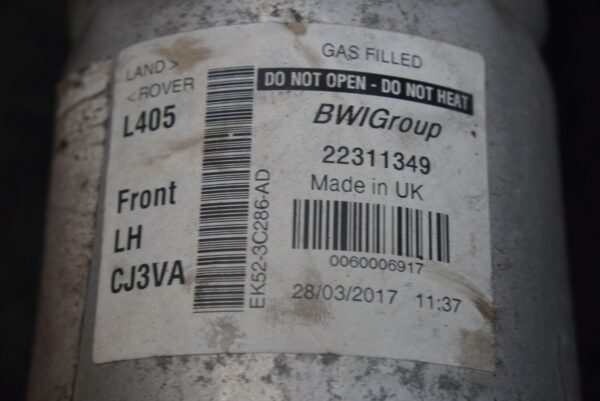 LAND>
<ROVER
L405
Front
LH
CJ3VA
EK52-3C286-AD
GAS FILLED
DO NOT OPEN - DO NOT HEAT
BWIGroup
22311349
Made in UK
0060006917
28/03/2017 11:37